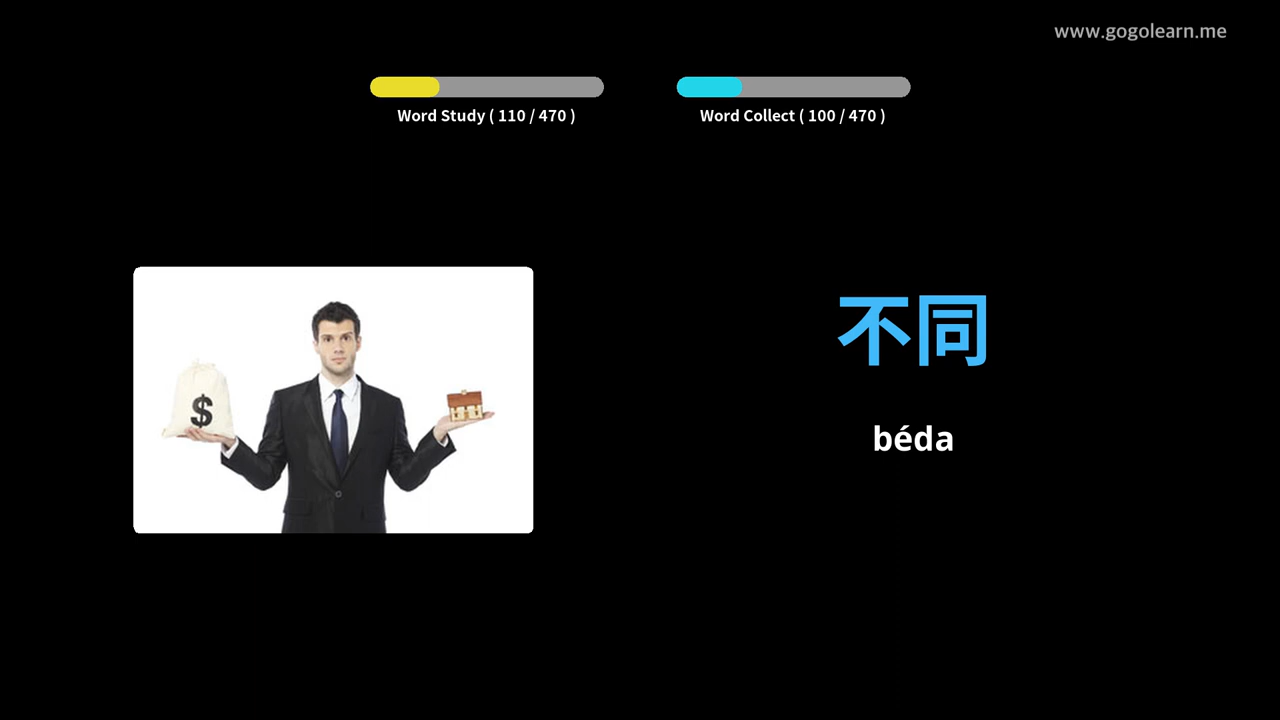 www.gogolearn.me
Word Study ( 110 / 470 )
Word Collect ( 100 / 470 )
$
不同
béda